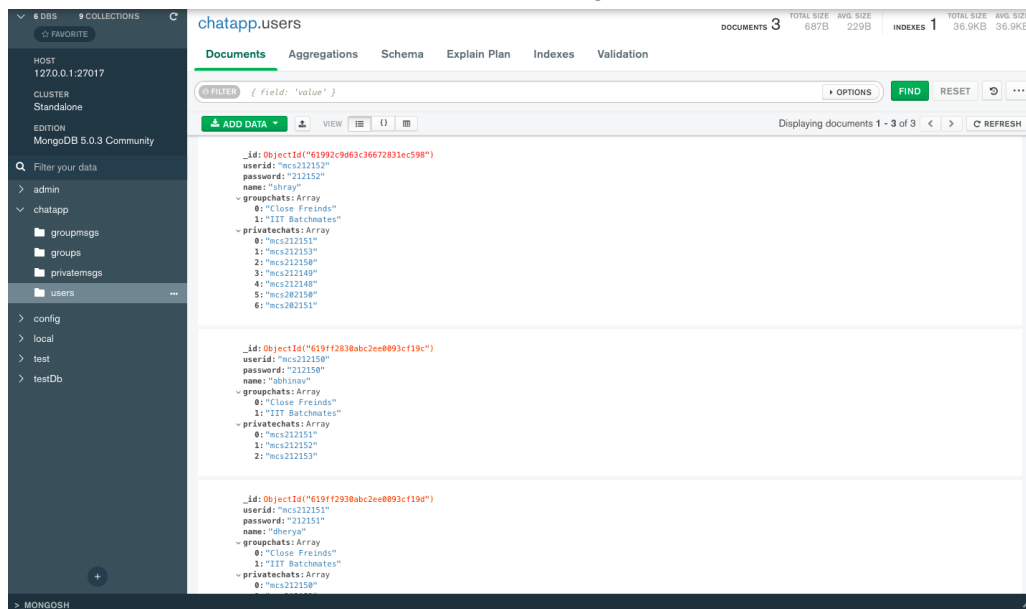 6 DBS 9 COLLECTIONS
☆ FAVORITE
HOST
127.0.0.1:27017
CLUSTER
Standalone
EDITION
MongoDB 5.0.3 Community
Filter your data
admin
chatapp
groupmsgs
groups
privatemsgs
users
config
local
test
testDb
> MONGOSH
chatapp.users
DOCUMENTS 3 TOTAL SIZE 687B AVG. SIZE 229B INDEXES 1 TOTAL SIZE 36.9KB AVG. SIZE 36.9KB
Documents Aggregations Schema Explain Plan Indexes Validation
FILTER { field: 'value' } OPTIONS FIND RESET ...
ADD DATA VIEW {} Displaying documents 1 - 3 of 3 < > REFRESH
_id: ObjectId("61992c9d63c36672831ec598")
userid: "mcs212152"
password: "212152"
name: "shray"
groupchats: Array
0: "Close Freinds"
1: "IIT Batchmates"
privatechats: Array
0: "mcs212151"
1: "mcs212153"
2: "mcs212150"
3: "mcs212149"
4: "mcs212148"
5: "mcs202150"
6: "mcs202151"
_id: ObjectId("619ff2830abc2ee0093cf19c")
userid: "mcs212150"
password: "212150"
name: "abhinav"
groupchats: Array
0: "Close Freinds"
1: "IIT Batchmates"
privatechats: Array
0: "mcs212151"
1: "mcs212152"
2: "mcs212153"
_id: ObjectId("619ff2930abc2ee0093cf19d")
userid: "mcs212151"
password: "212151"
name: "dherya"
groupchats: Array
0: "Close Freinds"
1: "IIT Batchmates"
privatechats: Array
0: "mcs212150"